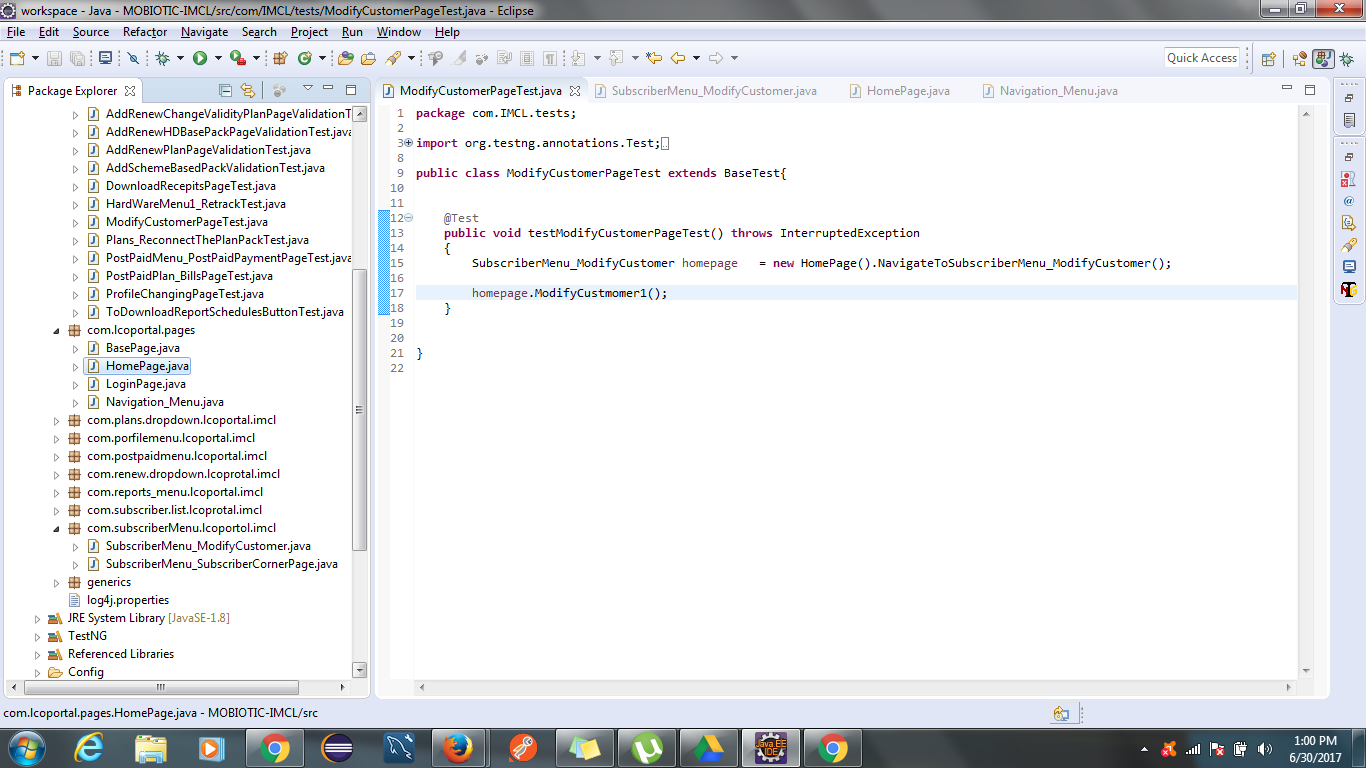 workspace - Java - MOBIOTIC-IMCL/src/com/IMCL/tests/ModifyCustomerPageTest.java - Eclipse
File Edit Source Refactor Navigate Search Project Run Window Help
Quick Access
Package Explorer
AddRenewChangeValidityPlanPageValidationT
AddRenewHDBasePackPageValidationTest.java
AddRenewPlanPageValidationTest.java
AddSchemeBasedPackValidationTest.java
DownloadRecepitsPageTest.java
HardWareMenu1_RetrackTest.java
ModifyCustomerPageTest.java
Plans_ReconnectThePlanPackTest.java
PostPaidMenu_PostPaidPaymentPageTest.java
PostPaidPlan_BillsPageTest.java
ProfileChangingPageTest.java
ToDownloadReportSchedulesButtonTest.java
com.lcoportal.pages
BasePage.java
HomePage.java
LoginPage.java
Navigation_Menu.java
com.plans.dropdown.lcoportal.imcl
com.porfilemenu.lcoportal.imcl
com.postpaidmenu.lcoportal.imcl
com.renew.dropdown.lcoprotal.imcl
com.reports_menu.lcoportal.imcl
com.subscriber.list.lcoprotal.imcl
com.subscriberMenu.lcoportol.imcl
SubscriberMenu_ModifyCustomer.java
SubscriberMenu_SubscriberCornerPage.java
generics
log4j.properties
JRE System Library [JavaSE-1.8]
TestNG
Referenced Libraries
Config
ModifyCustomerPageTest.java SubscriberMenu_ModifyCustomer.java HomePage.java Navigation_Menu.java
1 package com.IMCL.tests;
2
3 import org.testng.annotations.Test;
8
9 public class ModifyCustomerPageTest extends BaseTest{
10
11
12 @Test
13 public void testModifyCustomerPageTest() throws InterruptedException
14 {
15 SubscriberMenu_ModifyCustomer homepage = new HomePage().NavigateToSubscriberMenu_ModifyCustomer();
16
17 homepage.ModifyCustmomer1();
18 }
19
20
21 }
22
com.lcoportal.pages.HomePage.java - MOBIOTIC-IMCL/src
Java EE
IDE
1:00 PM
6/30/2017